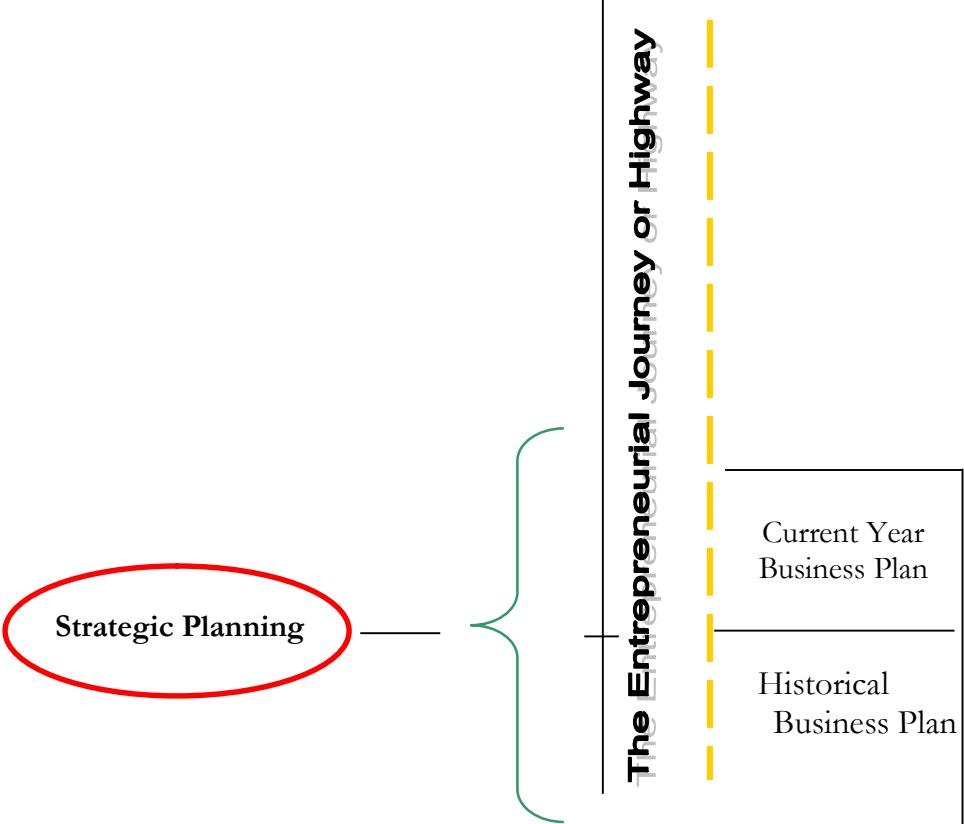 The Entrepreneurial Journey or Highway
Current Year
Business Plan
Strategic Planning
Historical
Business Plan